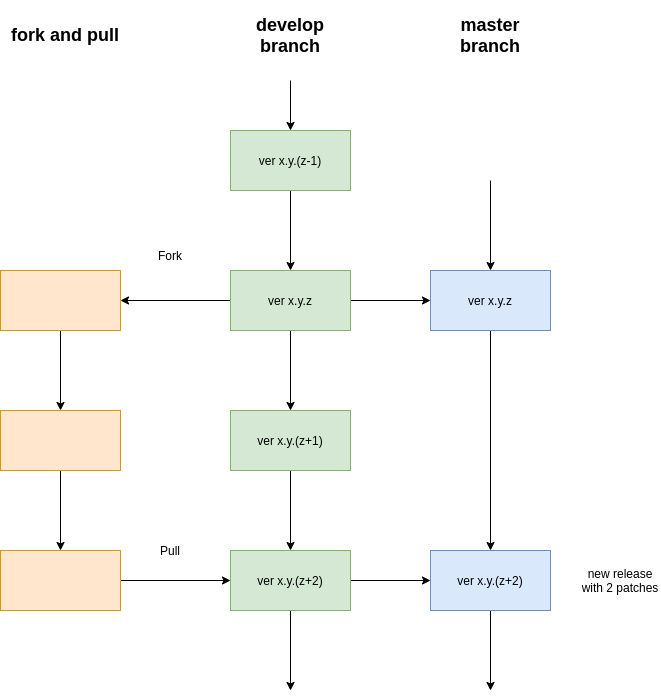 fork and pull
develop
branch
master
branch
ver x.y.(z-1)
Fork
ver x.y.z
ver x.y.z
ver x.y.(z+1)
Pull
ver x.y.(z+2)
ver x.y.(z+2)
new release
with 2 patches